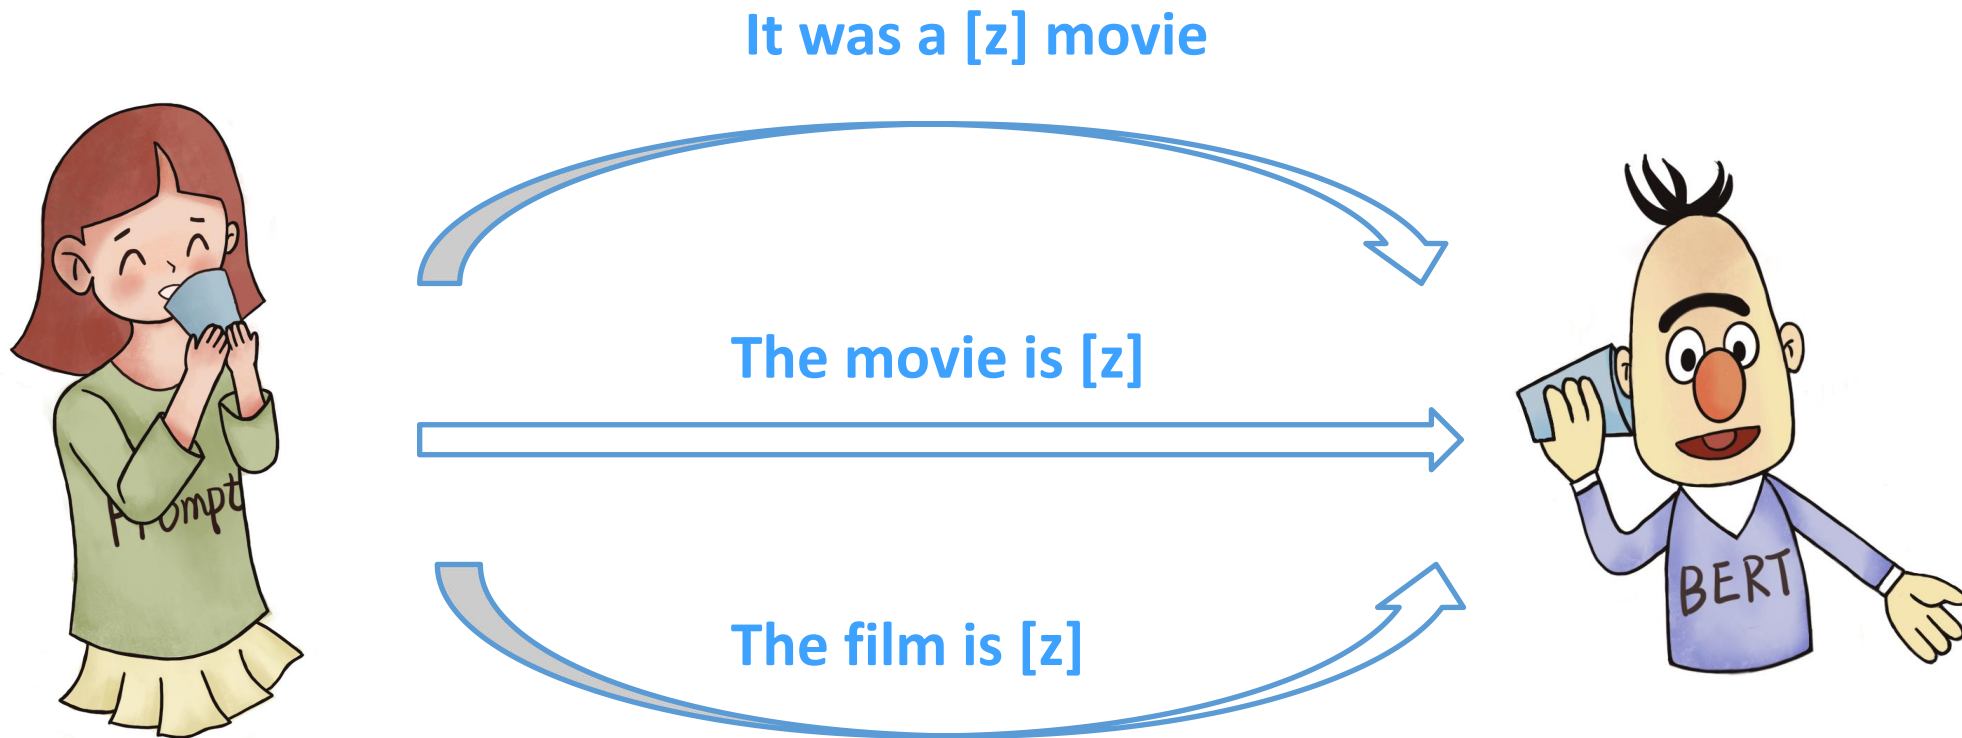 It was a [z] movie
The movie is [z]
Prompt
BERT
The film is [z]